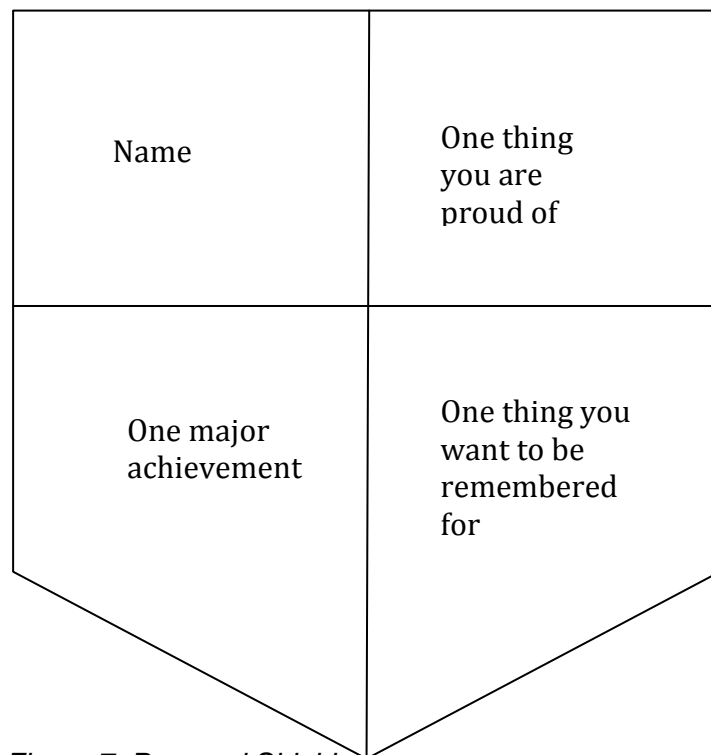 Name
One thing
you are
proud of
One major
achievement
One thing you
want to be
remembered
for